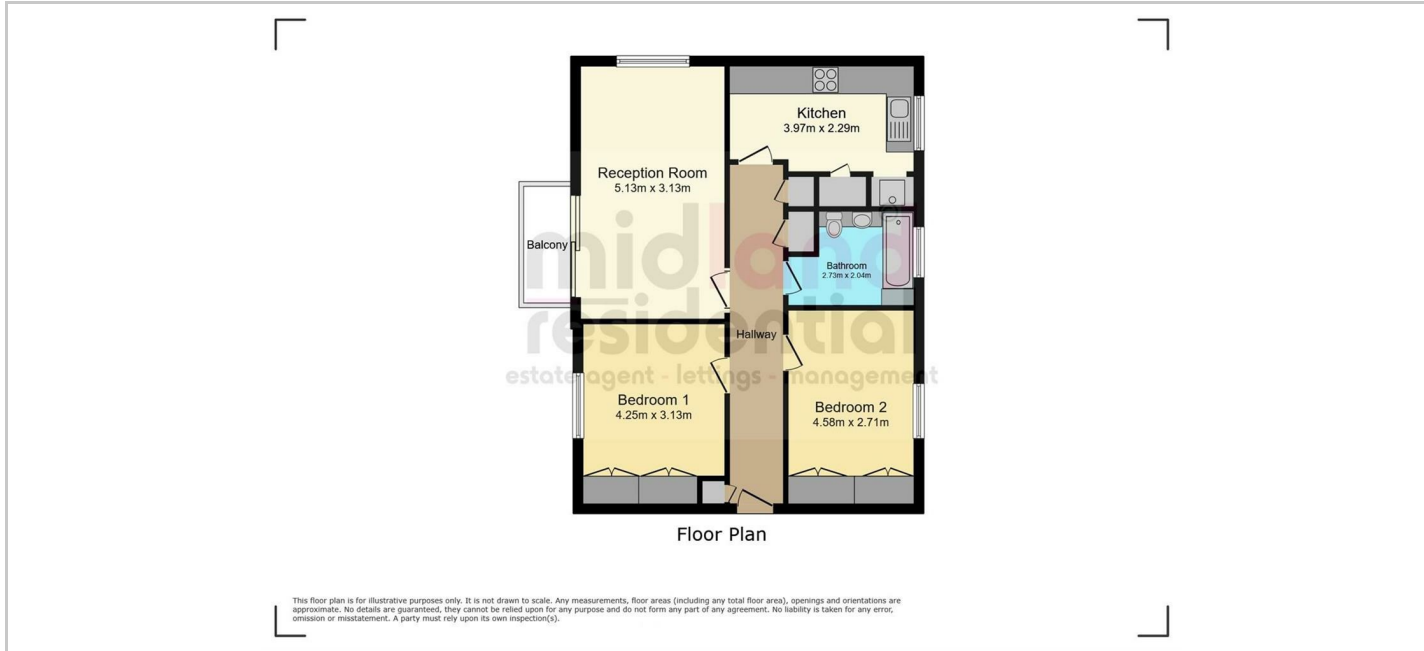 Kitchen
3.97m x 2.29m
Reception Room
5.13m x 3.13m
Balcony
Bathroom
2.73m x 2.04m
Hallway
Bedroom 1
4.25m x 3.13m
Bedroom 2
4.58m x 2.71m
midland
residential
estate agent - lettings - management
Floor Plan
This floor plan is for illustrative purposes only. It is not drawn to scale. Any measurements, floor areas (including any total floor area), openings and orientations are
approximate. No details are guaranteed, they cannot be relied upon for any purpose and do not form any part of any agreement. No liability is taken for any error,
omission or misstatement. A party must rely upon its own inspection(s).